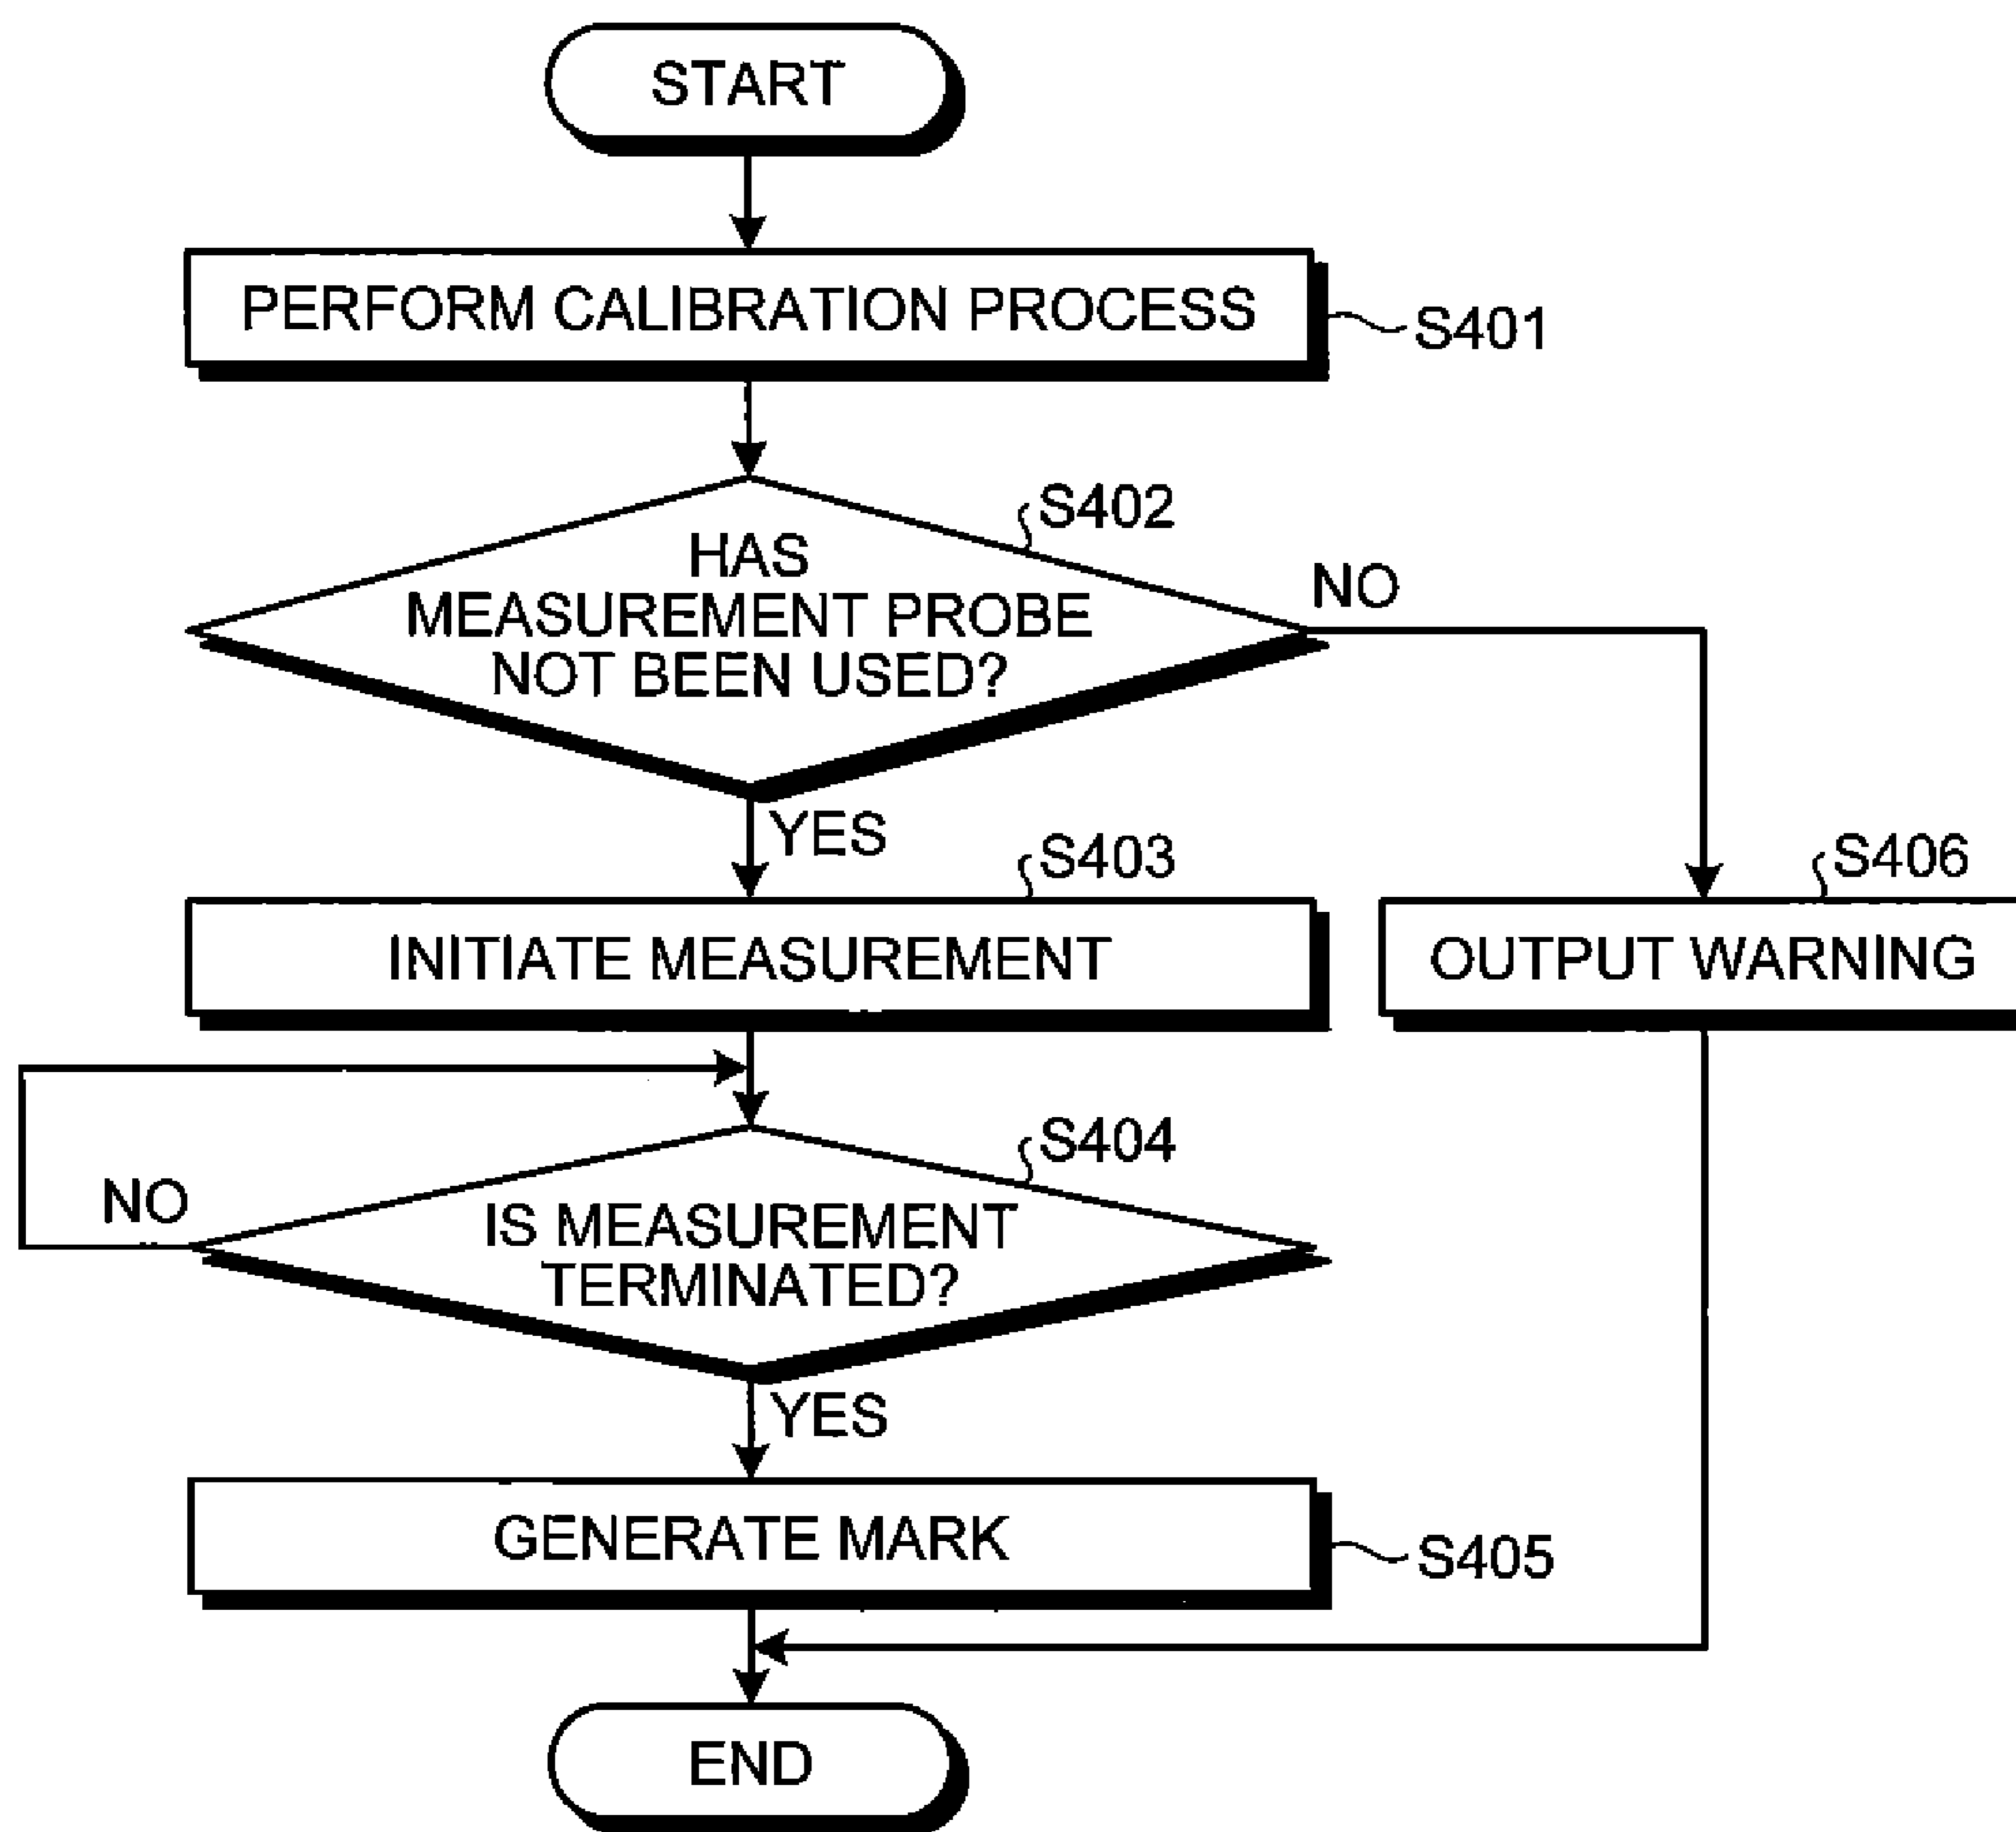 START
PERFORM CALIBRATION PROCESS
S401
S402
HAS
MEASUREMENT PROBE
NOT BEEN USED?
NO
YES
S403
INITIATE MEASUREMENT
S406
OUTPUT WARNING
S404
NO
IS MEASUREMENT
TERMINATED?
YES
GENERATE MARK
S405
END